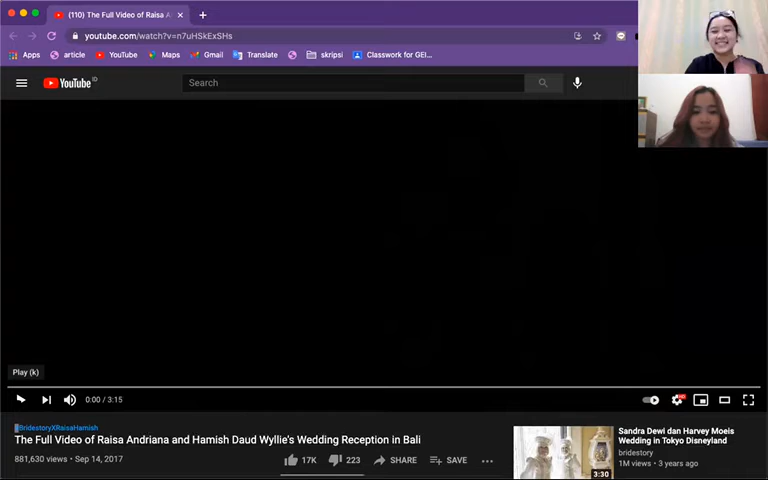 (110) The Full Video of Raisa A
youtube.com/watch?v=n7uHSkExSHs
Apps article YouTube Maps Gmail Translate skripsi Classwork for GEI...
YouTube ID
Search
Play (k)
0:00 / 3:15
HD
#BridestoryXRaisaHamish
The Full Video of Raisa Andriana and Hamish Daud Wyllie's Wedding Reception in Bali
881,630 views • Sep 14, 2017
17K 223 SHARE SAVE
Sandra Dewi dan Harvey Moeis
Wedding in Tokyo Disneyland
bridestory
1M views • 3 years ago
3:30